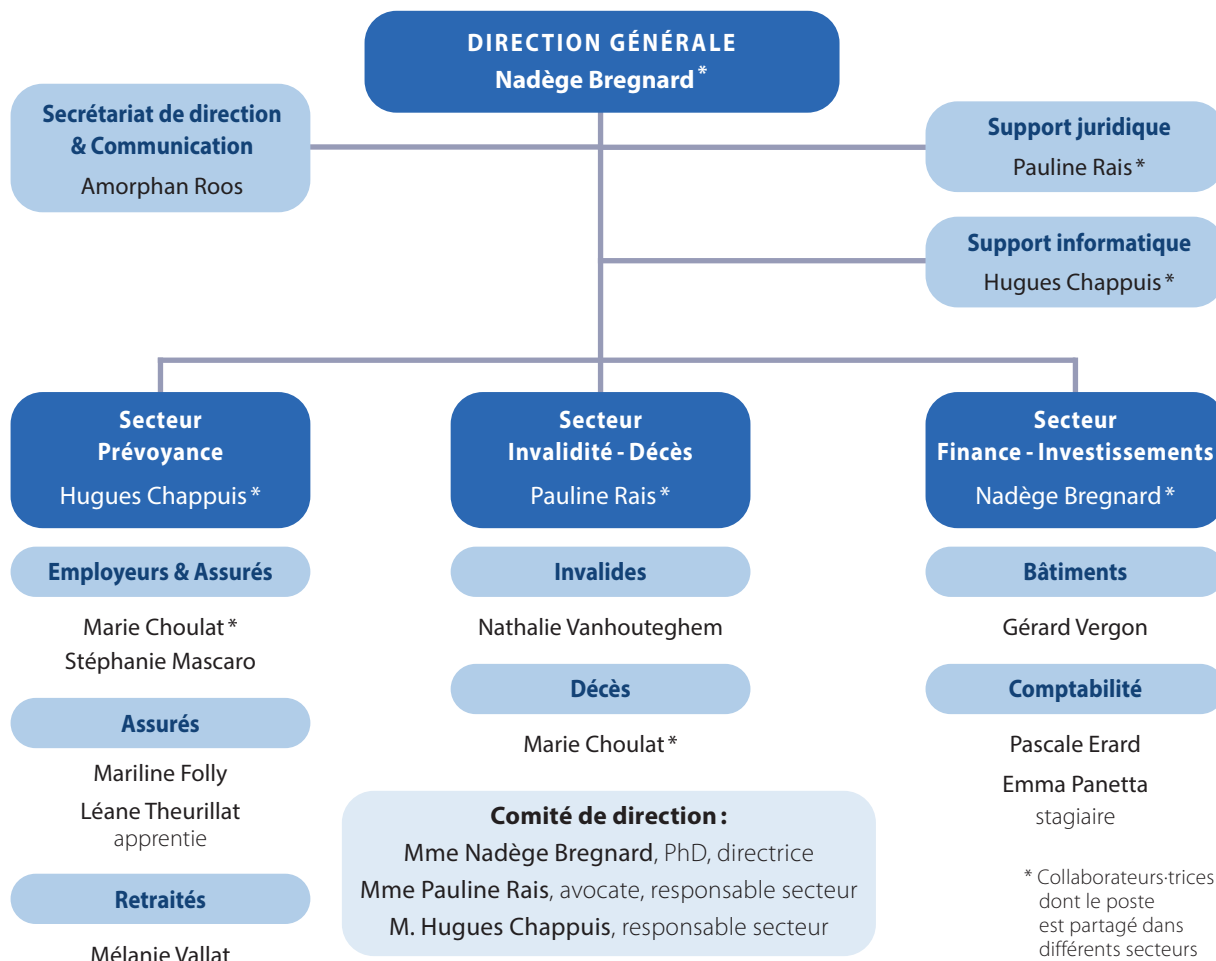 DIRECTION GÉNÉRALE
Nadège Bregnard *
Secrétariat de direction
& Communication
Amorphan Roos
Support juridique
Pauline Rais *
Support informatique
Hugues Chappuis *
Secteur
Prévoyance
Hugues Chappuis *
Employeurs & Assurés
Marie Choulat *
Stéphanie Mascaro
Assurés
Mariline Folly
Léane Theurillat
apprentie
Retraités
Mélanie Vallat
Secteur
Invalidité - Décès
Pauline Rais *
Invalides
Nathalie Vanhouteghem
Décès
Marie Choulat *
Comité de direction :
Mme Nadège Bregnard, PhD, directrice
Mme Pauline Rais, avocate, responsable secteur
M. Hugues Chappuis, responsable secteur
Secteur
Finance - Investissements
Nadège Bregnard *
Bâtiments
Gérard Vergon
Comptabilité
Pascale Erard
Emma Panetta
stagiaire
* Collaborateurs·trices
dont le poste
est partagé dans
différents secteurs